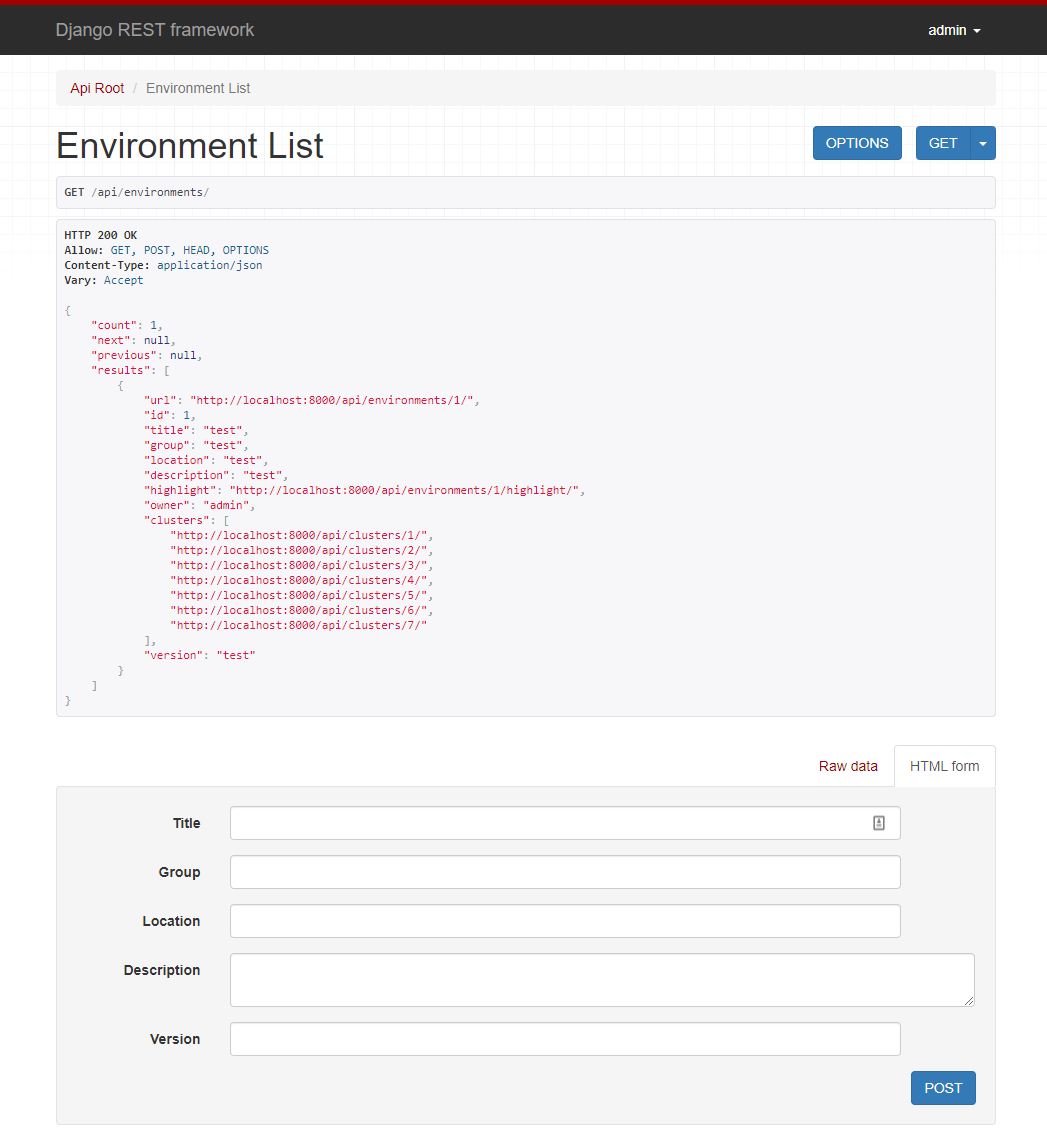 Django REST framework
admin
Api Root / Environment List
Environment List
OPTIONS
GET
GET /api/environments/
HTTP 200 OK
Allow: GET, POST, HEAD, OPTIONS
Content-Type: application/json
Vary: Accept
{
    "count": 1,
    "next": null,
    "previous": null,
    "results": [
        {
            "url": "http://localhost:8000/api/environments/1/",
            "id": 1,
            "title": "test",
            "group": "test",
            "location": "test",
            "description": "test",
            "highlight": "http://localhost:8000/api/environments/1/highlight/",
            "owner": "admin",
            "clusters": [
                "http://localhost:8000/api/clusters/1/",
                "http://localhost:8000/api/clusters/2/",
                "http://localhost:8000/api/clusters/3/",
                "http://localhost:8000/api/clusters/4/",
                "http://localhost:8000/api/clusters/5/",
                "http://localhost:8000/api/clusters/6/",
                "http://localhost:8000/api/clusters/7/"
            ],
            "version": "test"
        }
    ]
}
Raw data
HTML form
Title
Group
Location
Description
Version
POST